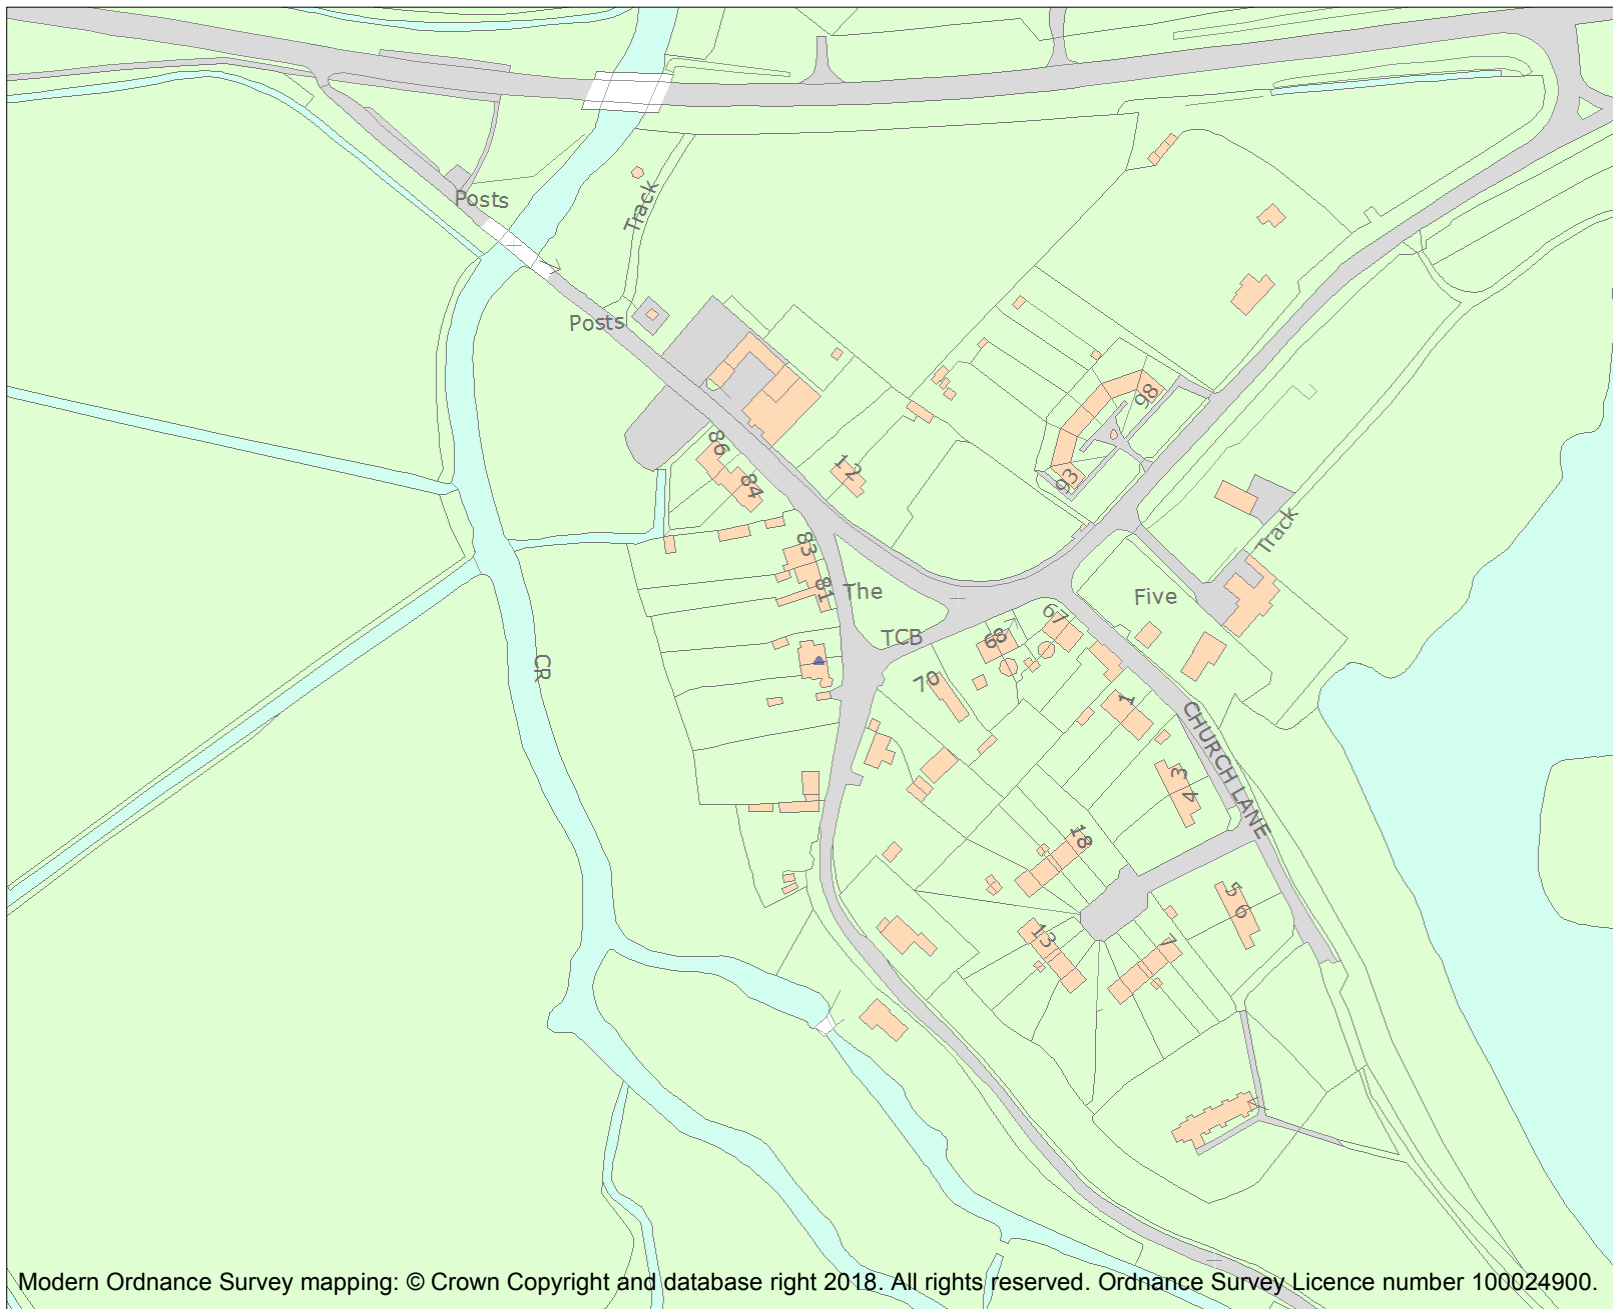 Posts
Track
Posts
98
86
12
93
84
Track
83
81
The
Five
67
TCB
68
CR
70
1
CHURCH LANE
3
4
18
5
6
13
7
Modern Ordnance Survey mapping: © Crown Copyright and database right 2018. All rights reserved. Ordnance Survey Licence number 100024900.